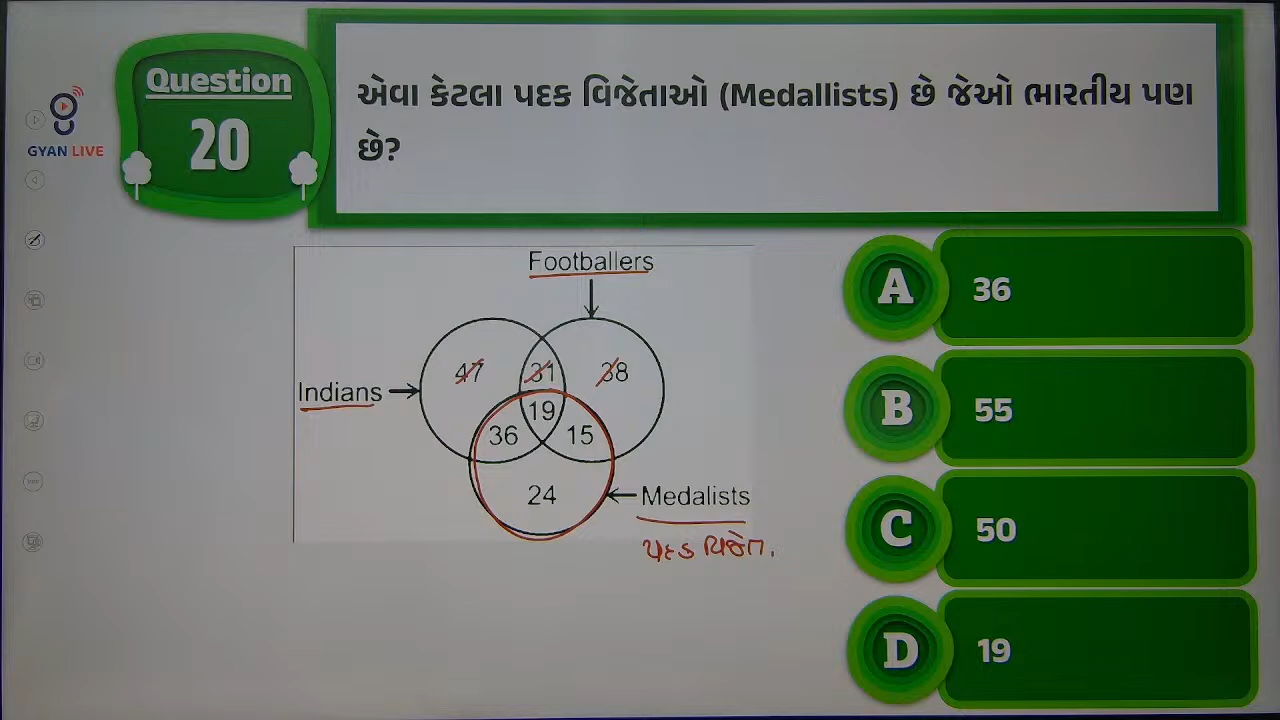 Question
20
GYAN LIVE
એવા કેટલા પદક વિજેતાઓ (Medallists) છે જેઓ ભારતીય પણ
છે?
Footballers
47 31 38
Indians
19
36 15
24
Medalists
પદક વિજેતા.
A 36
B 55
C 50
D 19